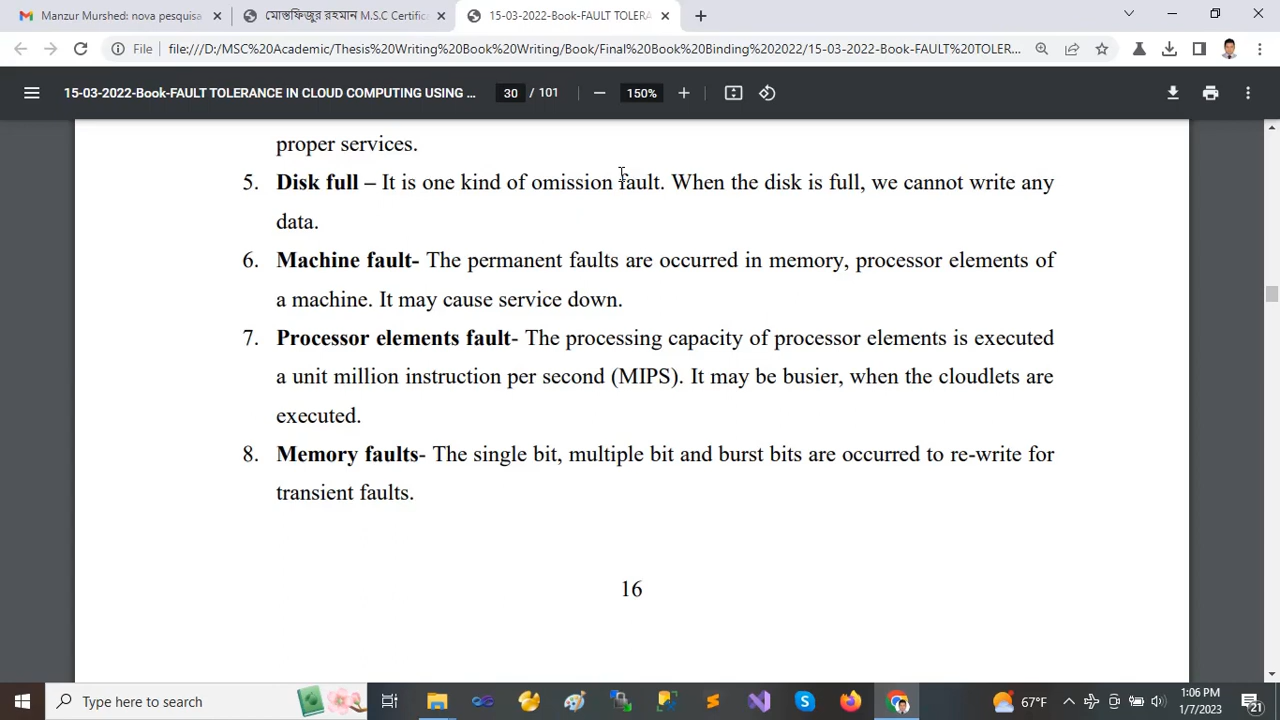 Manzur Murshed: nova pesquisa
মোস্তফিজুর রহমান M.S.C Certific
15-03-2022-Book-FAULT TOLERA
File
file:///D:/MSC%20Academic/Thesis%20Writing%20Book%20Writing/Book/Final%20Book%20Binding%202022/15-03-2022-Book-FAULT%20TOLER...
15-03-2022-Book-FAULT TOLERANCE IN CLOUD COMPUTING USING ...
30 / 101
150%
proper services.
5. Disk full – It is one kind of omission fault. When the disk is full, we cannot write any
data.
6. Machine fault- The permanent faults are occurred in memory, processor elements of
a machine. It may cause service down.
7. Processor elements fault- The processing capacity of processor elements is executed
a unit million instruction per second (MIPS). It may be busier, when the cloudlets are
executed.
8. Memory faults- The single bit, multiple bit and burst bits are occurred to re-write for
transient faults.
16
Type here to search
67°F
1:06 PM
1/7/2023
21